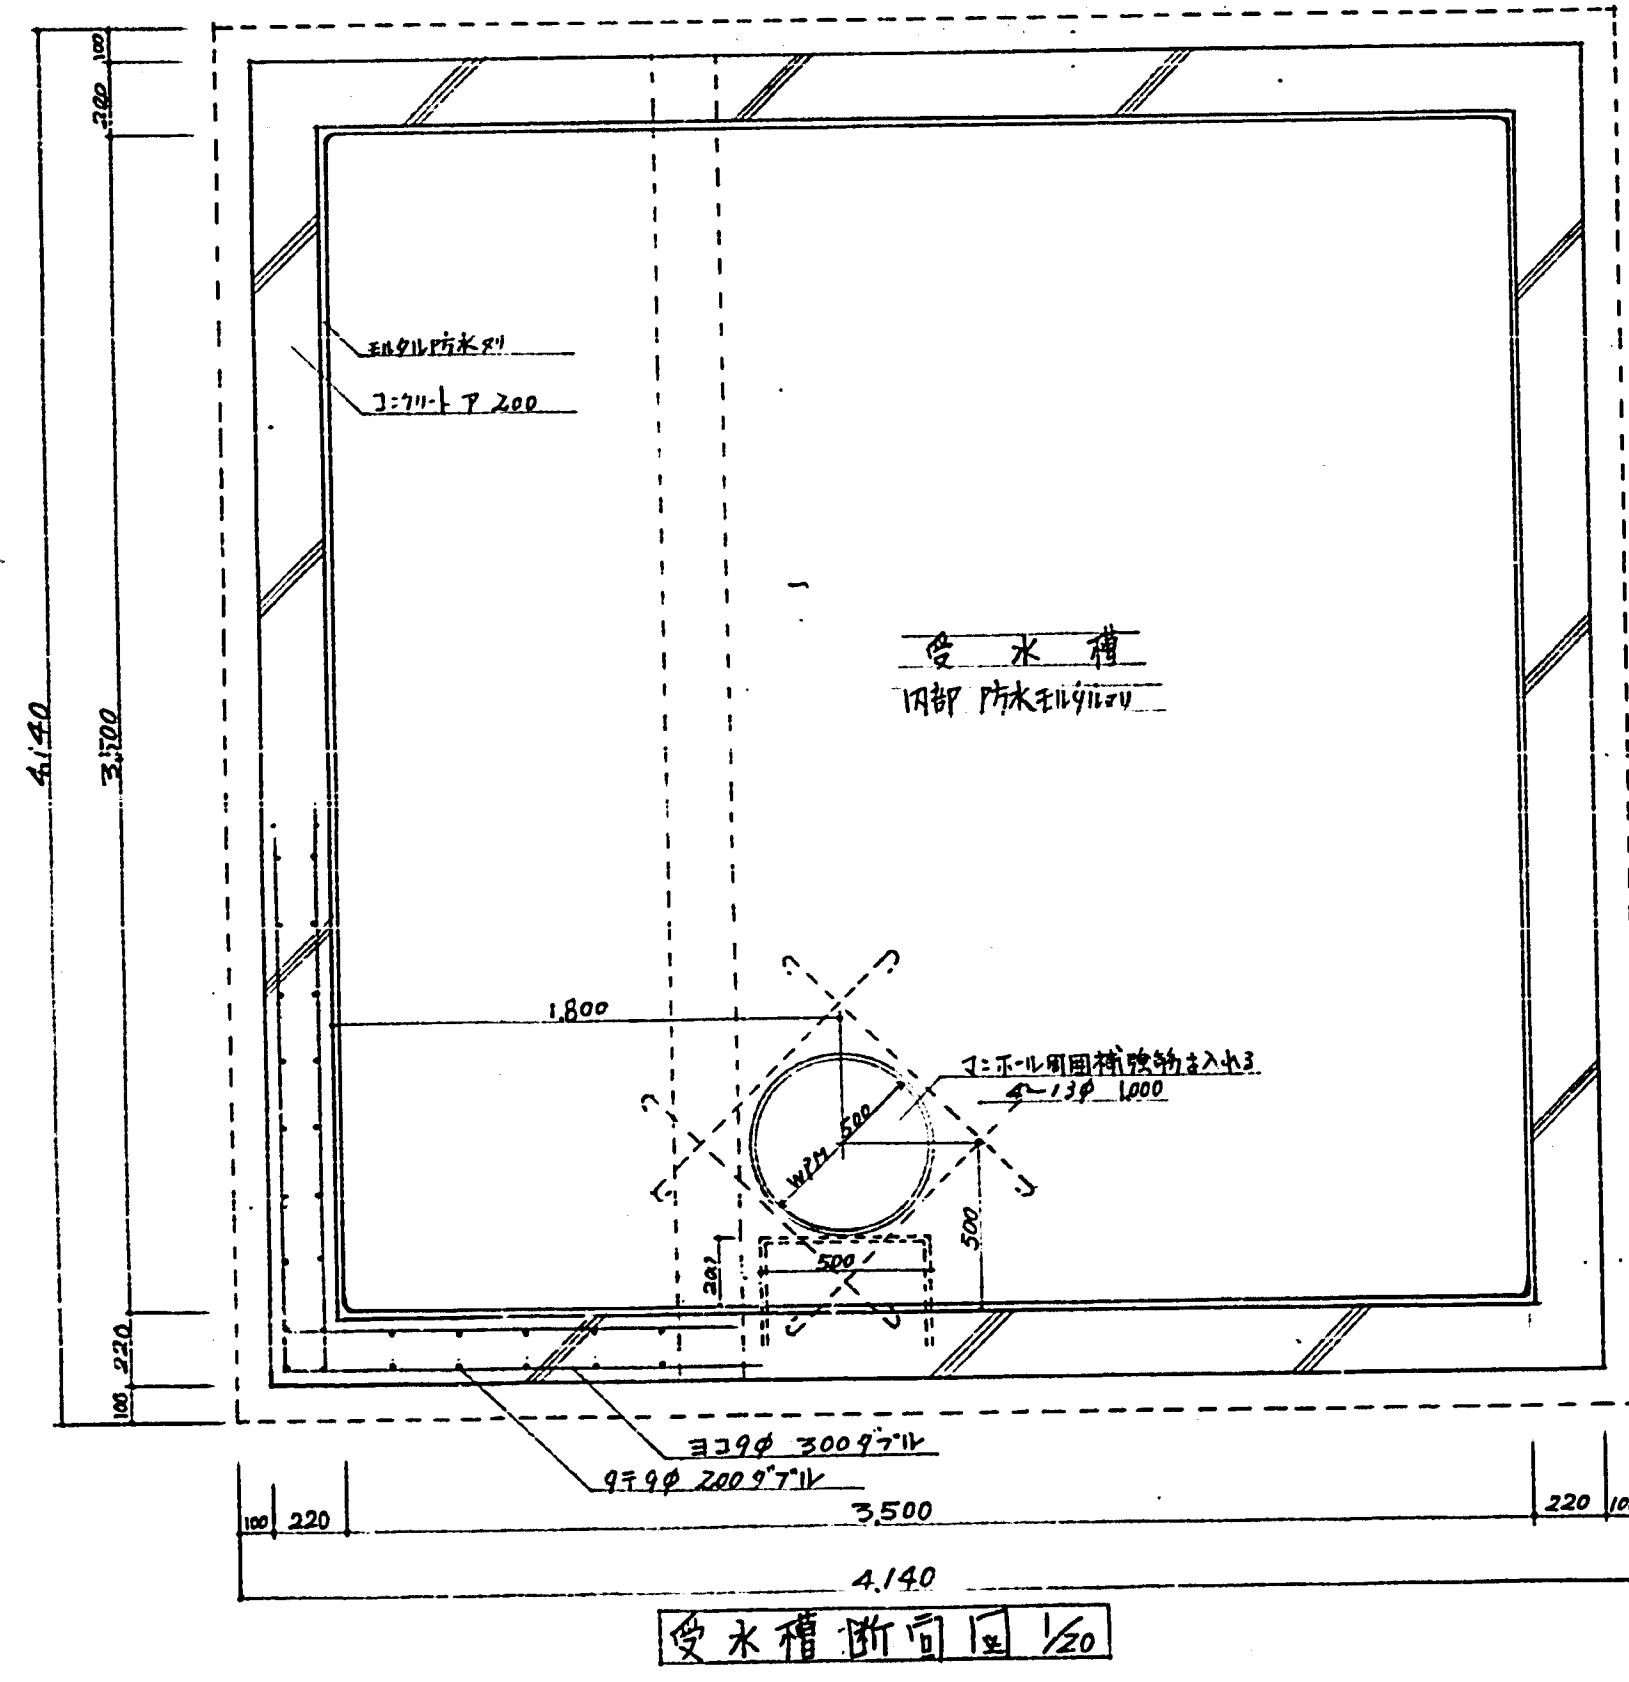 100
200
4.140
3.500
モルタル防水ヌリ
コンクリート ア 200
受 水 槽
内部 防水モルタルヌリ
1.800
マンホール周囲補強筋を入れる
4~13φ 1,000
500
WPM
500
500
200
220
100
ヨコ9φ 300ダブル
タテ9φ 200ダブル
100 220 3.500 220
4.140
受水槽断面図 1/20